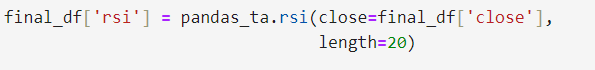 final_df['rsi'] = pandas_ta.rsi(close=final_df['close'],
length=20)